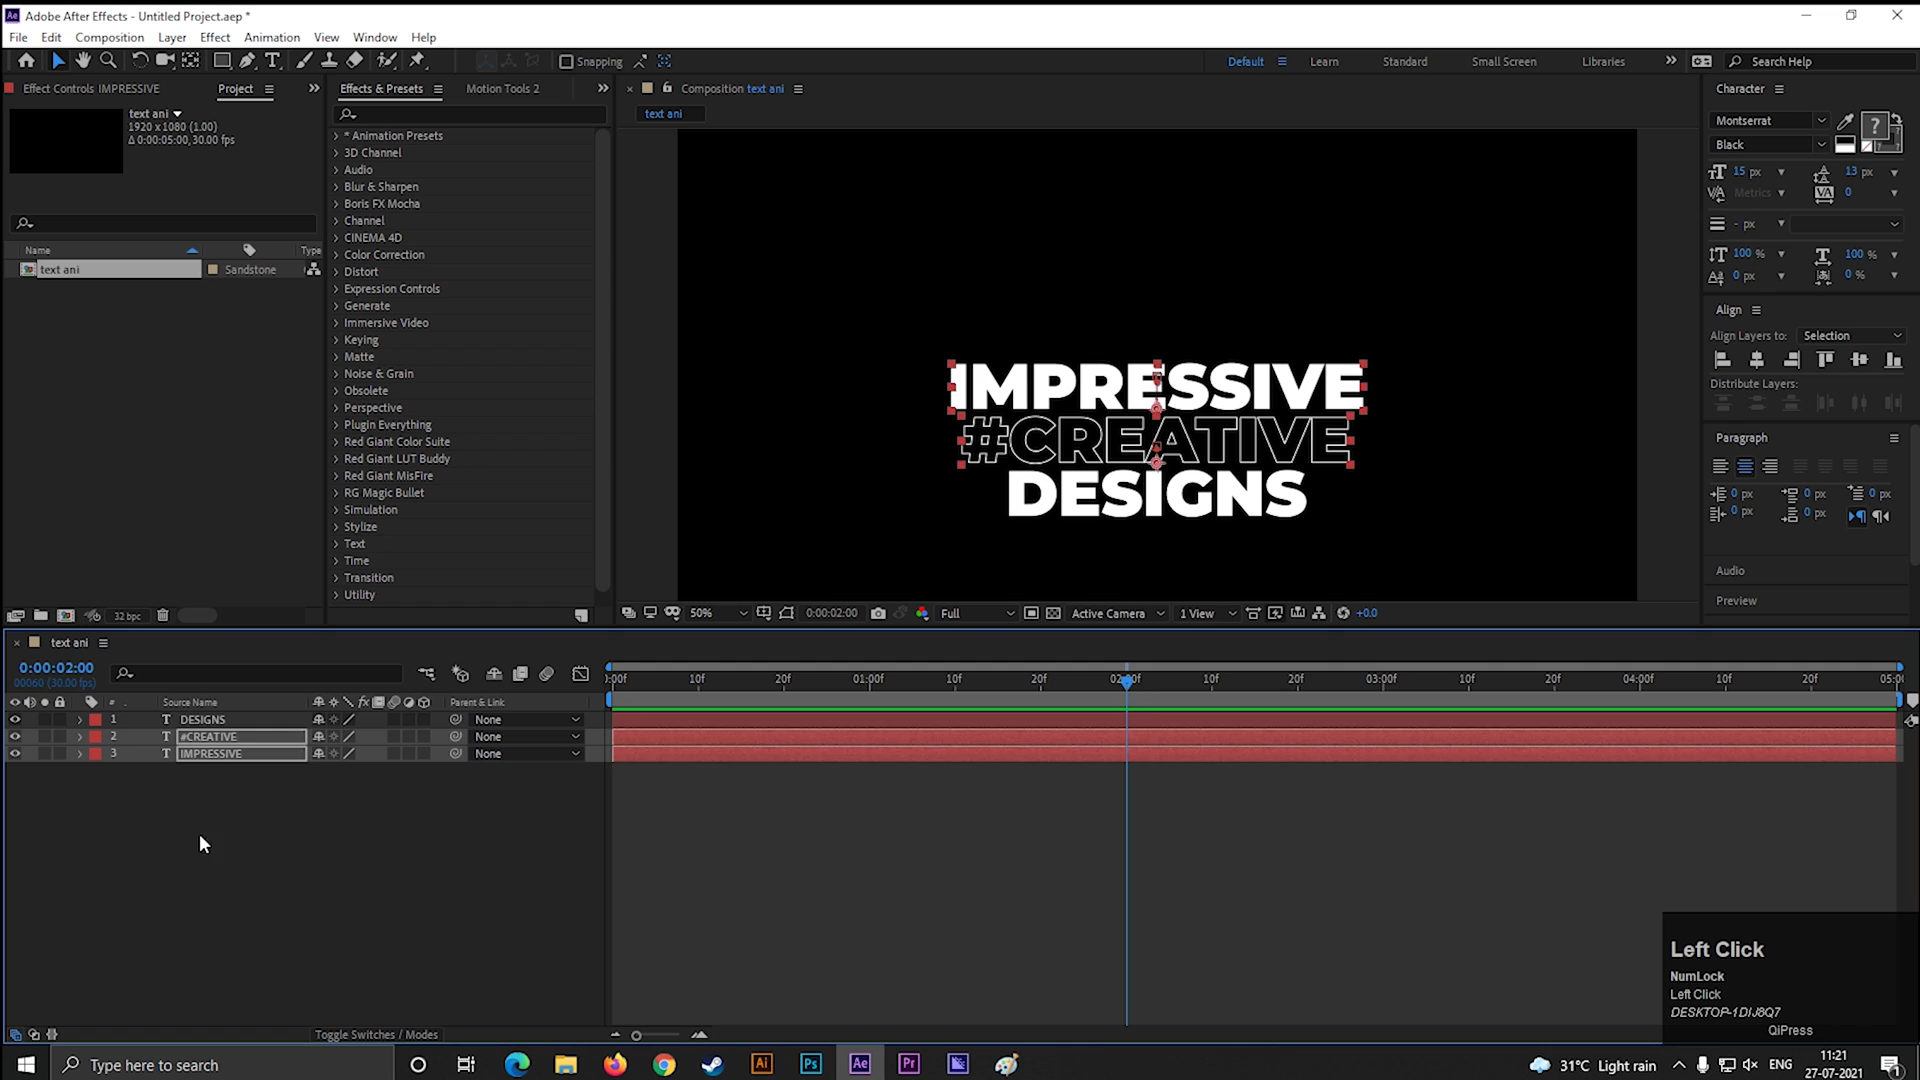 Adobe After Effects - Untitled Project.aep *
File Edit Composition Layer Effect Animation View Window Help
Snapping
Default Learn Standard Small Screen Libraries Search Help
Effect Controls IMPRESSIVE Project
text ani
1920 x 1080 (1.00)
Δ 0:00:05:00, 30.00 fps
Name Type
text ani Sandstone
32 bpc
Effects & Presets Motion Tools 2
* Animation Presets
3D Channel
Audio
Blur & Sharpen
Boris FX Mocha
Channel
CINEMA 4D
Color Correction
Distort
Expression Controls
Generate
Immersive Video
Keying
Matte
Noise & Grain
Obsolete
Perspective
Plugin Everything
Red Giant Color Suite
Red Giant LUT Buddy
Red Giant MisFire
RG Magic Bullet
Simulation
Stylize
Text
Time
Transition
Utility
Composition text ani
text ani
IMPRESSIVE
#CREATIVE
DESIGNS
50% 0:00:02:00 Full Active Camera 1 View +0.0
Character
Montserrat
Black
15 px 13 px
Metrics 0
- px
100 % 100 %
0 px 0 %
Align
Align Layers to: Selection
Distribute Layers:
Paragraph
0 px 0 px 0 px
0 px 0 px
Audio
Preview
text ani
0:00:02:00
00060 (30.00 fps)
:00f 10f 20f 01:00f 10f 20f 02:00f 10f 20f 03:00f 10f 20f 04:00f 10f 20f 05:00
# Source Name fx Parent & Link
1 T DESIGNS None
2 T #CREATIVE None
3 T IMPRESSIVE None
Toggle Switches / Modes
Left Click
NumLock
Left Click
DESKTOP-1DIJ8Q7
QiPress
Type here to search
Ai Ps Ae Pr
31°C Light rain ENG
11:21
27-07-2021
1